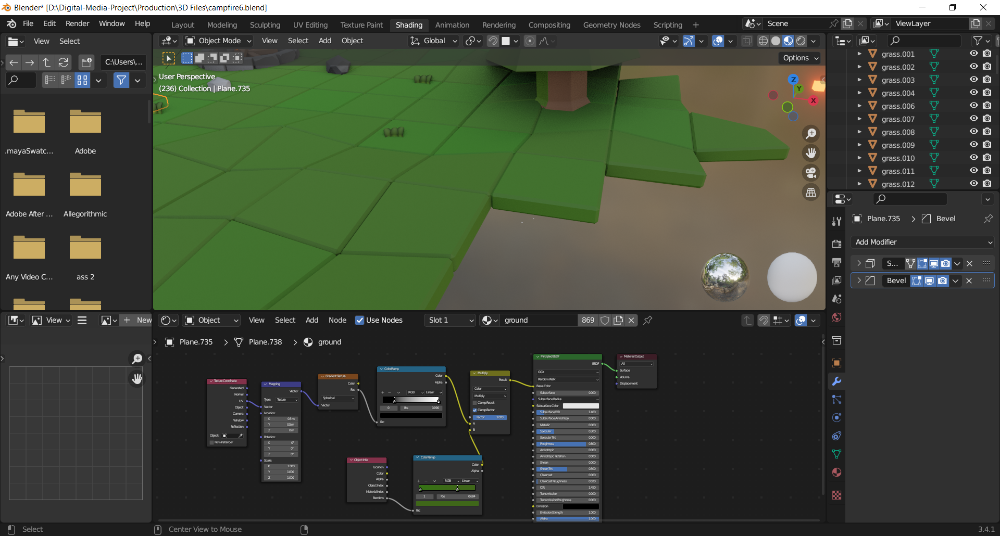 Blender* [D:\Digital-Media-Project\Production\3D Files\campfire6.blend]
File Edit Render Window Help
Layout Modeling Sculpting UV Editing Texture Paint Shading Animation Rendering Compositing Geometry Nodes Scripting +
Scene
ViewLayer
View Select
Object Mode View Select Add Object
Global
C:\Users\...
Options
User Perspective
(236) Collection | Plane.735
Z
Y
X
.mayaSwatc...
Adobe
Adobe After ...
Allegorithmic
Any Video C...
ass 2
grass.001
grass.002
grass.003
grass.004
grass.006
grass.007
grass.008
grass.009
grass.010
grass.011
grass.012
Plane.735 > Bevel
Add Modifier
S...
Bevel
View
+ New
Object View Select Add Node Use Nodes
Slot 1
ground 869
Plane.735 > Plane.738 > ground
Texture Coordinate
Generated
Normal
UV
Object
Camera
Window
Reflection
Object:
From Instancer
Mapping
Vector
Type: Texture
Vector
Location:
X 0.5 m
Y 0.5 m
Z 0 m
Rotation:
X 0°
Y 0°
Z 0°
Scale:
X 1.000
Y 1.000
Z 1.000
Gradient Texture
Color
Fac
Spherical
Vector
ColorRamp
Color
Alpha
RGB Linear
0 Pos 0.196
Fac
Object Info
Location
Color
Alpha
Object Index
Material Index
Random
ColorRamp
Color
Alpha
RGB Linear
1 Pos 0.684
Fac
Multiply
Result
Color
Multiply
Clamp Result
Clamp Factor
Factor 1.000
A
B
Principled BSDF
BSDF
GGX
Random Walk
Base Color
Subsurface 0.000
Subsurface Radius
Subsurface Color
Subsurface IOR 1.400
Subsurface Anisotropy 0.000
Metallic 0.000
Specular 0.300
Specular Tint 0.000
Roughness 0.800
Anisotropic 0.000
Anisotropic Rotation 0.000
Sheen 0.000
Sheen Tint 0.500
Clearcoat 0.000
Clearcoat Roughness 0.030
IOR 1.450
Transmission 0.000
Transmission Roughness 0.000
Emission
Emission Strength 1.000
Alpha 1.000
Material Output
All
Surface
Volume
Displacement
Select
Center View to Mouse
3.4.1